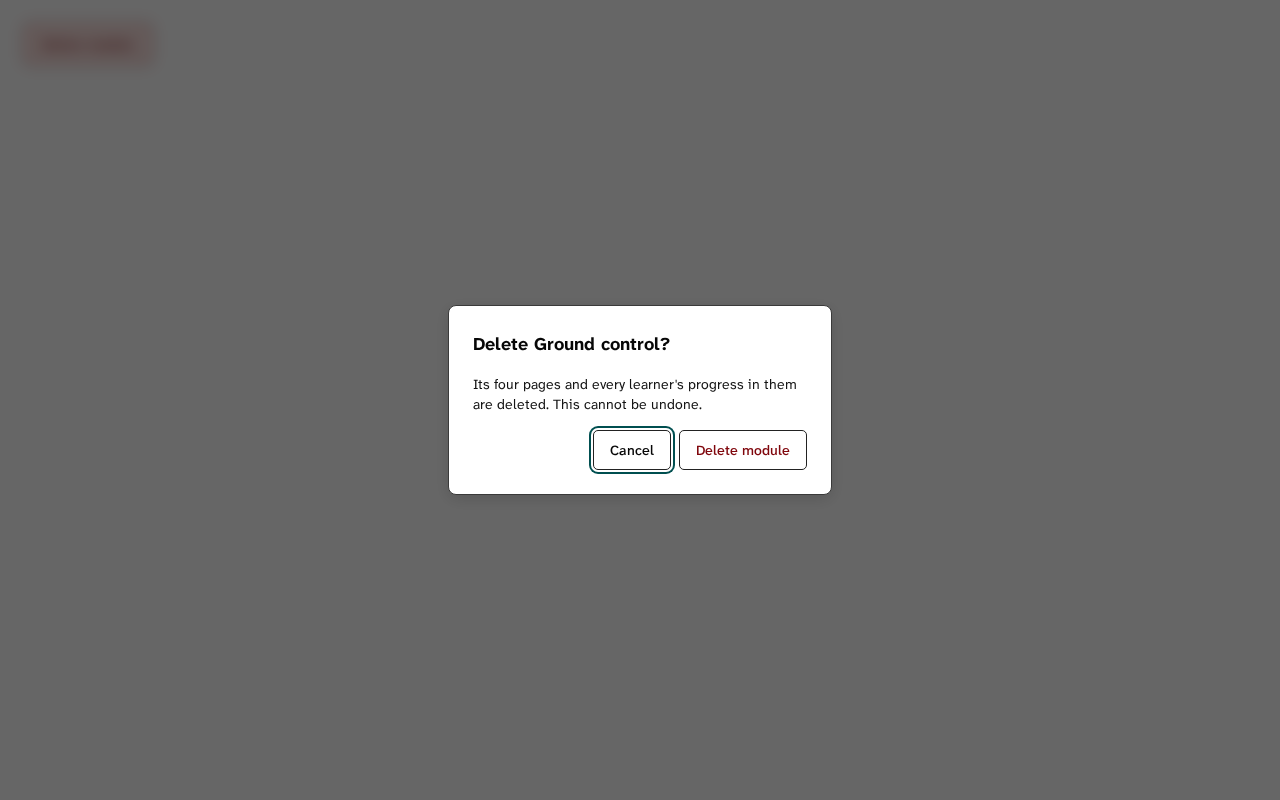 Delete Ground control?
Its four pages and every learner's progress in them
are deleted. This cannot be undone.
Cancel
Delete module